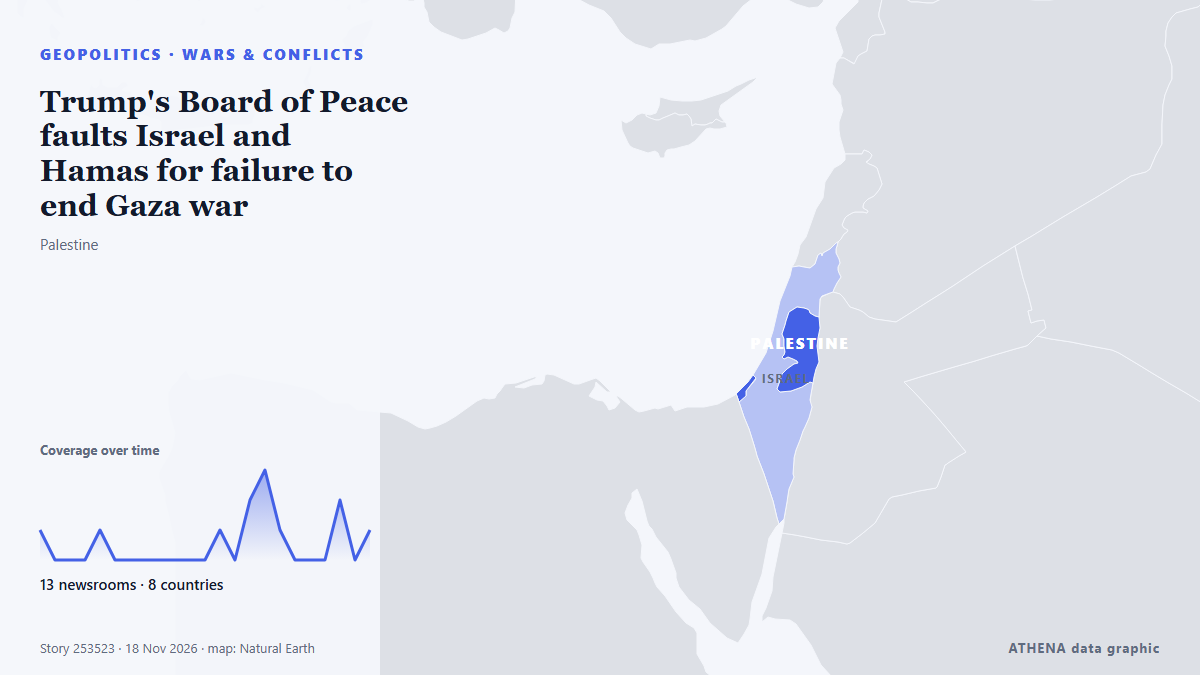 GEOPOLITICS · WARS & CONFLICTS
Trump's Board of Peace
faults Israel and
Hamas for failure to
end Gaza war
Palestine
PALESTINE
ISRAEL
Coverage over time
13 newsrooms · 8 countries
Story 253523 · 18 Nov 2026 · map: Natural Earth
ATHENA data graphic